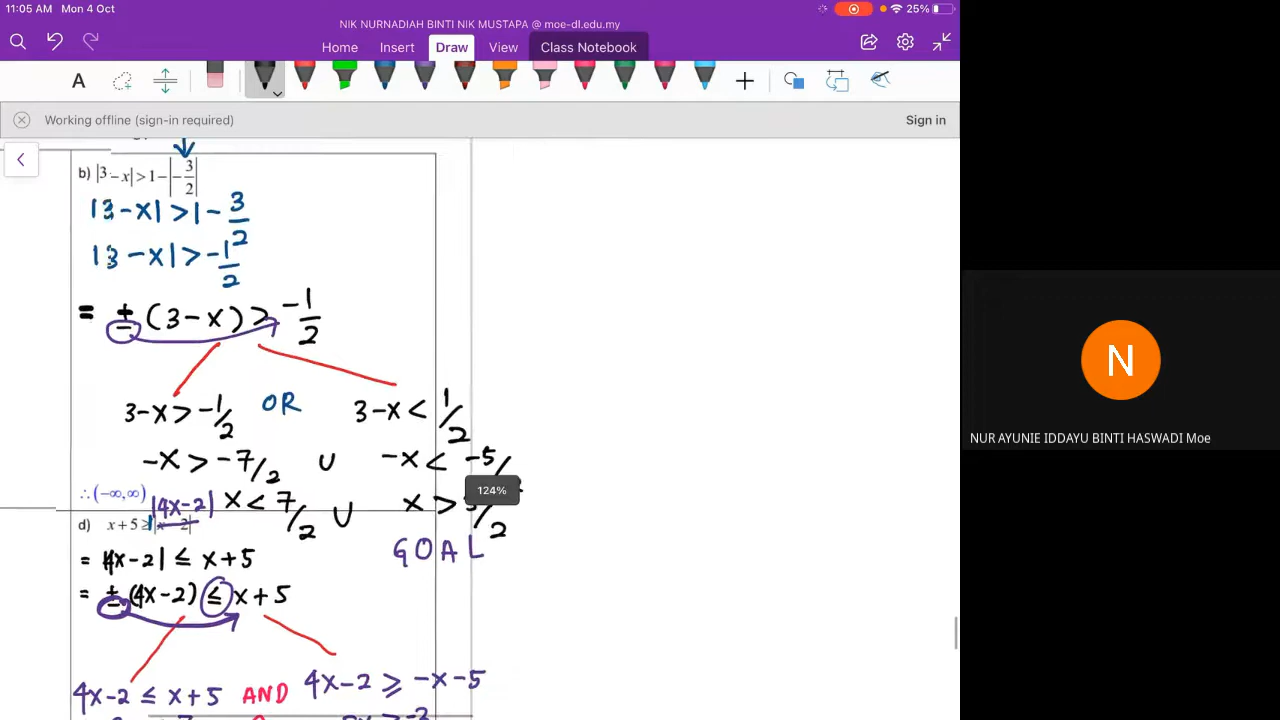 11:05 AM Mon 4 Oct
25%
NIK NURNADIAH BINTI NIK MUSTAPA @ moe-dl.edu.my
Home Insert Draw View Class Notebook
A
Working offline (sign-in required) Sign in
b) |3-x|>1-|-3/2|
|3-x|>1-3/2
|3-x|>-1/2
= ±(3-x)>-1/2
3-x>-1/2 OR 3-x<1/2
-x>-7/2 U -x<-5/
124%
∴(-∞,∞) x<7/2 U x> /2
|4x-2|
d) x+5≥
GOAL
= |4x-2| ≤ x+5
= ±(4x-2) ≤ x+5
4x-2 ≤ x+5 AND 4x-2 ≥ -x-5
N
NUR AYUNIE IDDAYU BINTI HASWADI Moe